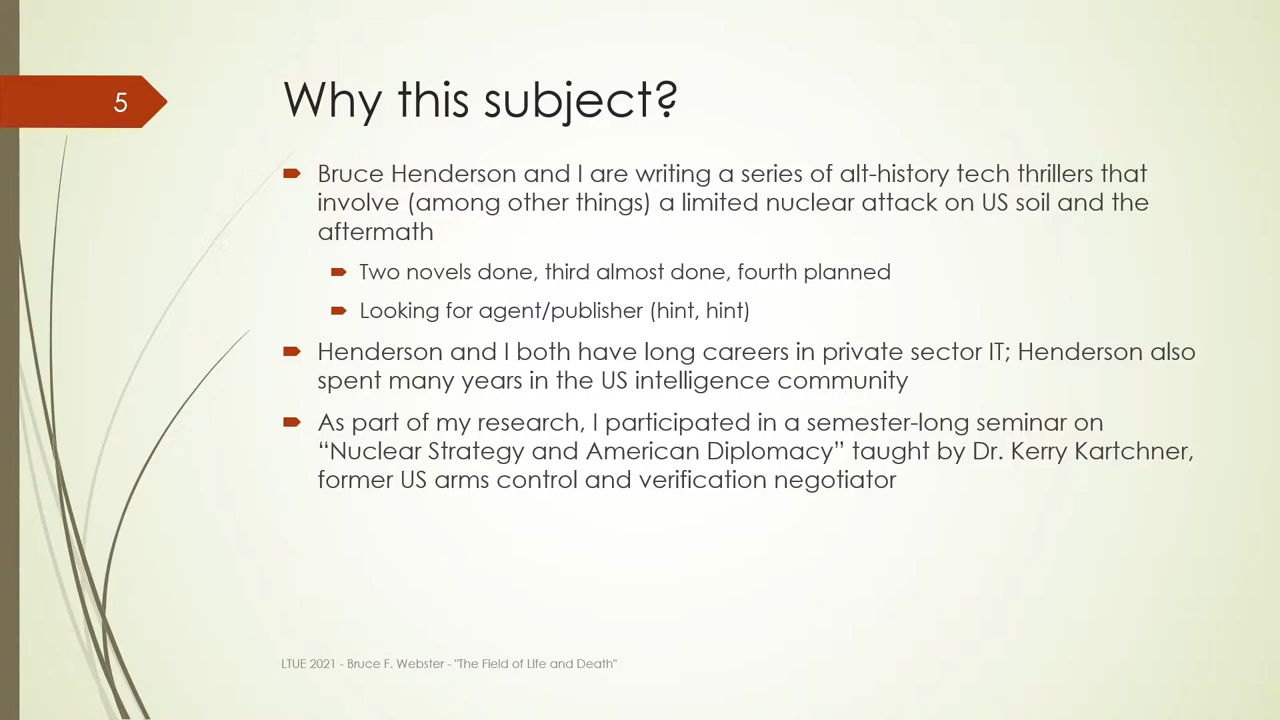 5
Why this subject?
Bruce Henderson and I are writing a series of alt-history tech thrillers that
involve (among other things) a limited nuclear attack on US soil and the
aftermath
Two novels done, third almost done, fourth planned
Looking for agent/publisher (hint, hint)
Henderson and I both have long careers in private sector IT; Henderson also
spent many years in the US intelligence community
As part of my research, I participated in a semester-long seminar on
“Nuclear Strategy and American Diplomacy” taught by Dr. Kerry Kartchner,
former US arms control and verification negotiator
LTUE 2021 - Bruce F. Webster - "The Field of Life and Death"